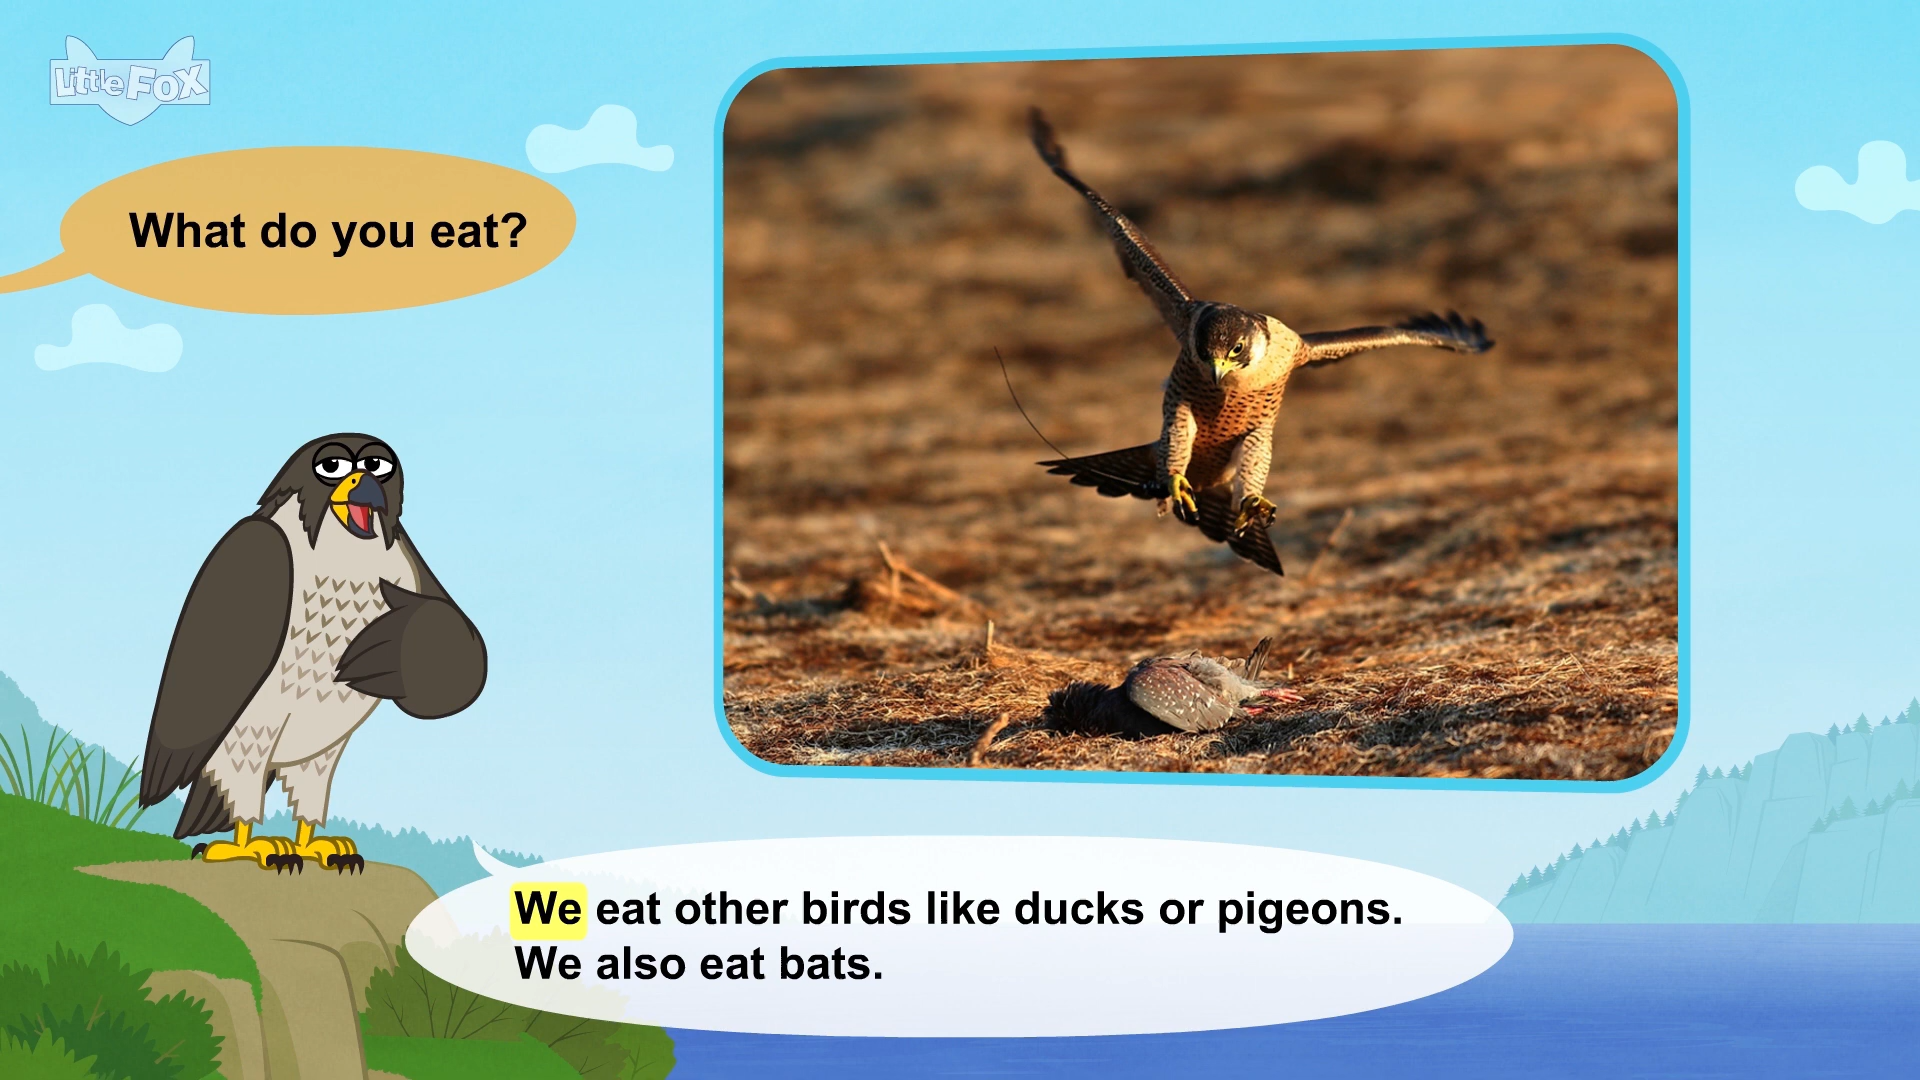 Little Fox
What do you eat?
We eat other birds like ducks or pigeons.
We also eat bats.